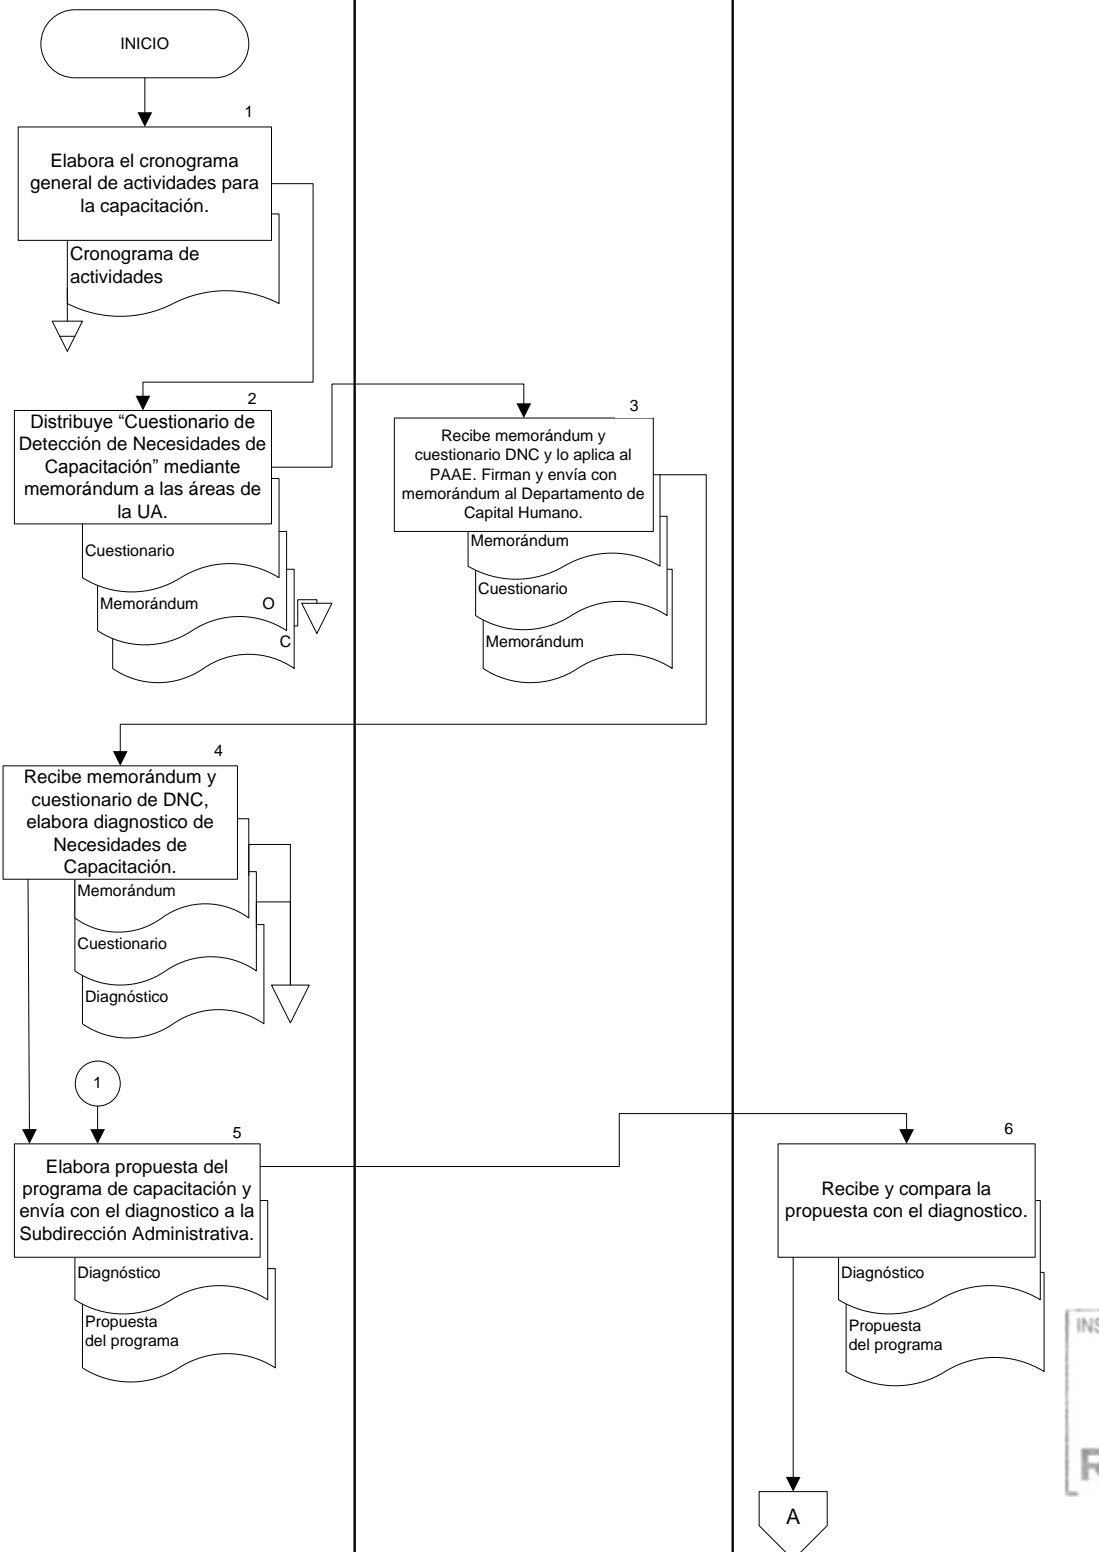 INICIO
1
Elabora el cronograma
general de actividades para
la capacitación.
Cronograma de
actividades
2
Distribuye “Cuestionario de
Detección de Necesidades de
Capacitación” mediante
memorándum a las áreas de
la UA.
Cuestionario
Memorándum O
C
3
Recibe memorándum y
cuestionario DNC y lo aplica al
PAAE. Firman y envía con
memorándum al Departamento de
Capital Humano.
Memorándum
Cuestionario
Memorándum
4
Recibe memorándum y
cuestionario de DNC,
elabora diagnostico de
Necesidades de
Capacitación.
Memorándum
Cuestionario
Diagnóstico
1
5
Elabora propuesta del
programa de capacitación y
envía con el diagnostico a la
Subdirección Administrativa.
Diagnóstico
Propuesta
del programa
6
Recibe y compara la
propuesta con el diagnostico.
Diagnóstico
Propuesta
del programa
A